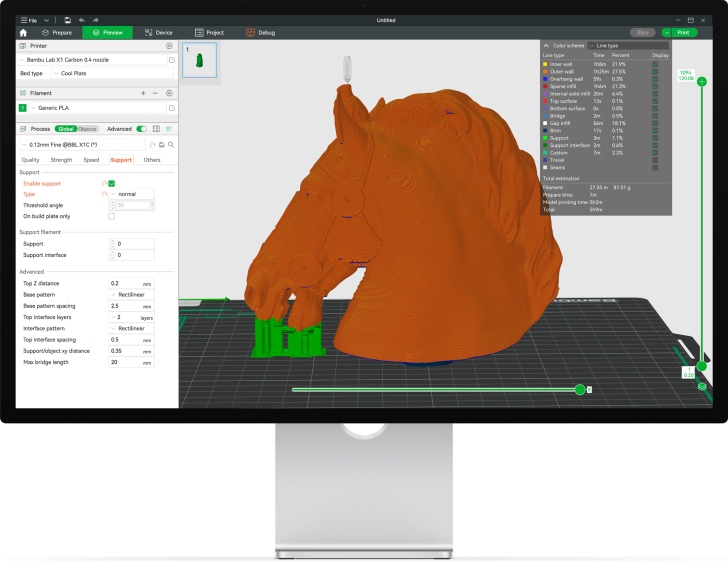 File
Untitled
Prepare
Preview
Device
Project
Debug
Slice
Print
Printer
Bambu Lab X1 Carbon 0.4 nozzle
Bed type
Cool Plate
Filament
1
Generic PLA
Process
Global
Objects
Advanced
0.12mm Fine @BBL X1C (*)
Quality
Strength
Speed
Support
Others
Support
Enable support
Type
normal
Threshold angle
30
On build plate only
Support filament
Support
0
Support interface
0
Advanced
Top Z distance
0.2 mm
Base pattern
Rectilinear
Base pattern spacing
2.5 mm
Top interface layers
2 layers
Interface pattern
Rectilinear
Top interface spacing
0.5 mm
Support/object xy distance
0.35 mm
Max bridge length
20 mm
1
Color scheme
Line type
Line type Time Percent Display
Inner wall 1h8m 21.9%
Outer wall 1h25m 27.5%
Overhang wall 59s 0.3%
Sparse infill 1h6m 21.3%
Internal solid infill 20m 6.4%
Top surface 13s 0.1%
Bottom surface 0s 0.0%
Bridge 2m 0.5%
Gap infill 56m 18.1%
Brim 17s 0.1%
Support 3m 1.1%
Support interface 2m 0.6%
Custom 7m 2.2%
Travel
Seams
Total estimation
Filament: 27.33 m 81.51 g
Prepare time: 7m
Model printing time: 5h2m
Total: 5h9m
1094
1
0.20